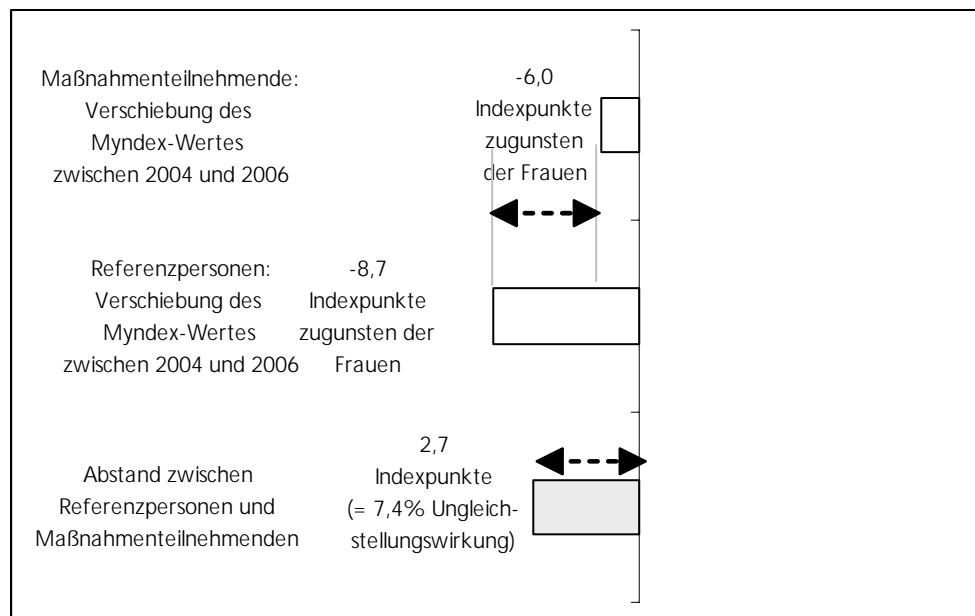 Maßnahmenteilnehmende:
Verschiebung des
Myndex-Wertes
zwischen 2004 und 2006
-6,0
Indexpunkte
zugunsten
der Frauen
Referenzpersonen:
Verschiebung des
Myndex-Wertes
zwischen 2004 und 2006
-8,7
Indexpunkte
zugunsten der
Frauen
Abstand zwischen
Referenzpersonen und
Maßnahmenteilnehmenden
2,7
Indexpunkte
(= 7,4% Ungleich-
stellungswirkung)